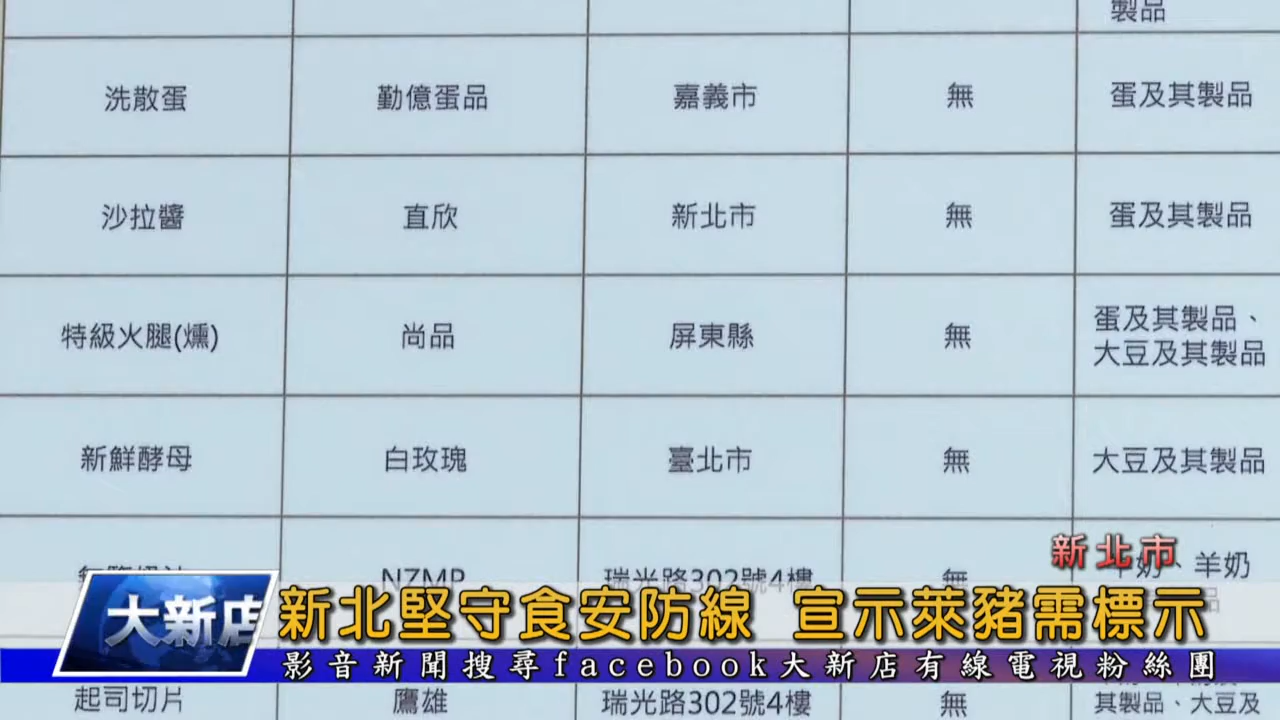 製品
洗散蛋 勤億蛋品 嘉義市 無 蛋及其製品
沙拉醬 直欣 新北市 無 蛋及其製品
特級火腿(燻) 尚品 屏東縣 無 蛋及其製品、
大豆及其製品
新鮮酵母 白玫瑰 臺北市 無 大豆及其製品
NZMP 瑞光路302號4樓 無 牛奶、羊奶
新北市
大新店
新北堅守食安防線 宣示萊豬需標示
影音新聞搜尋facebook大新店有線電視粉絲團
起司切片 鷹雄 瑞光路302號4樓 無 其製品、大豆及